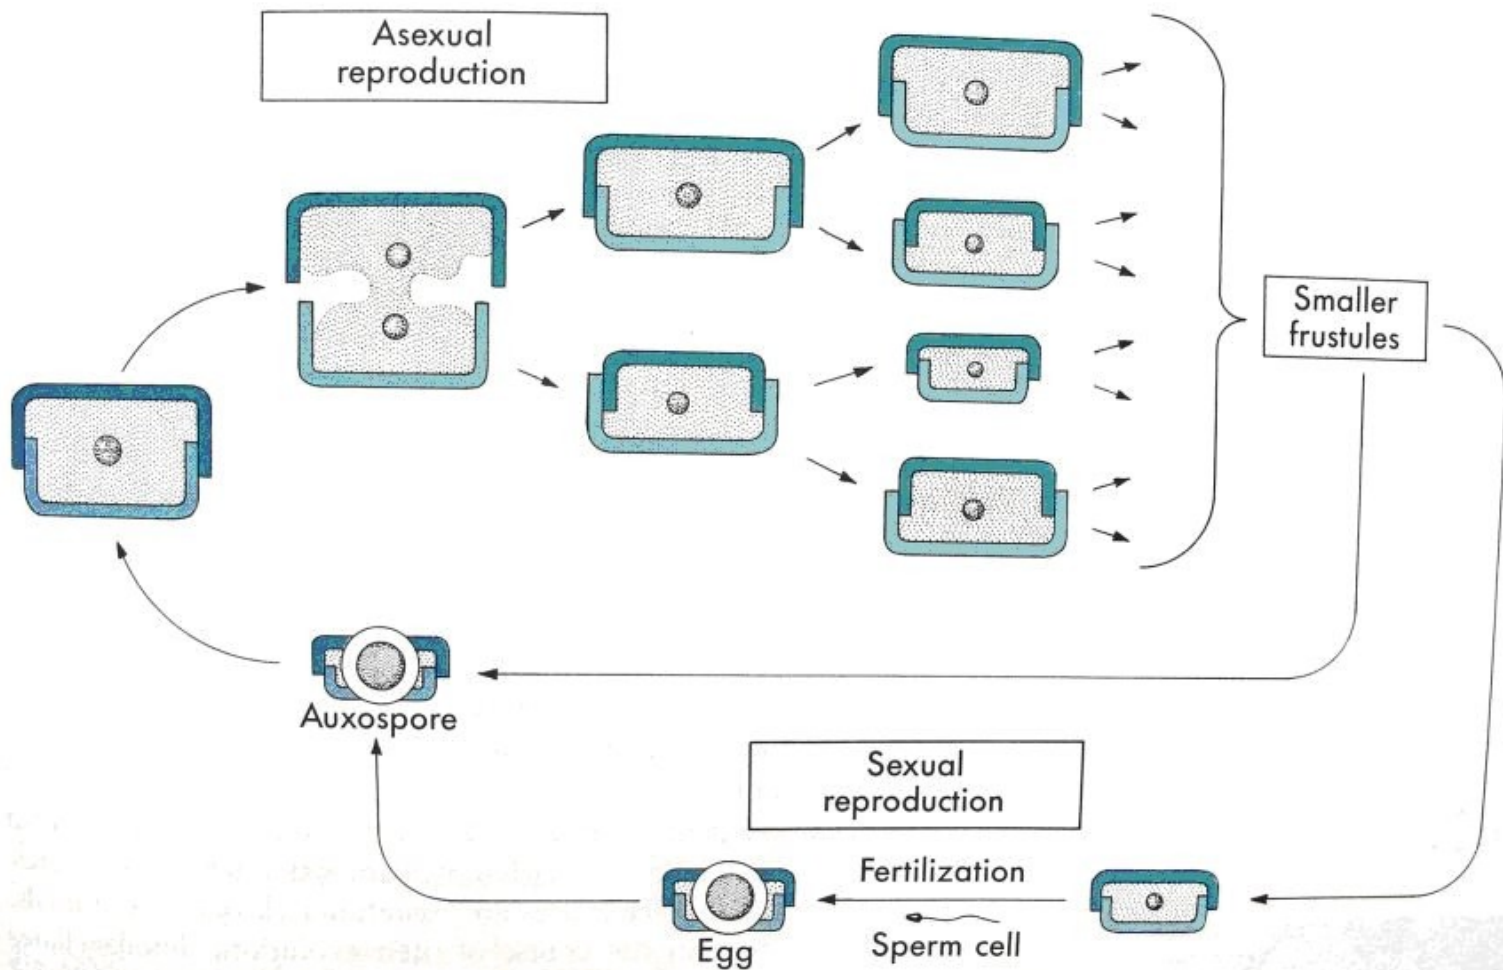 Asexual
reproduction
Smaller
frustules
Auxospore
Sexual
reproduction
Fertilization
Sperm cell
Egg